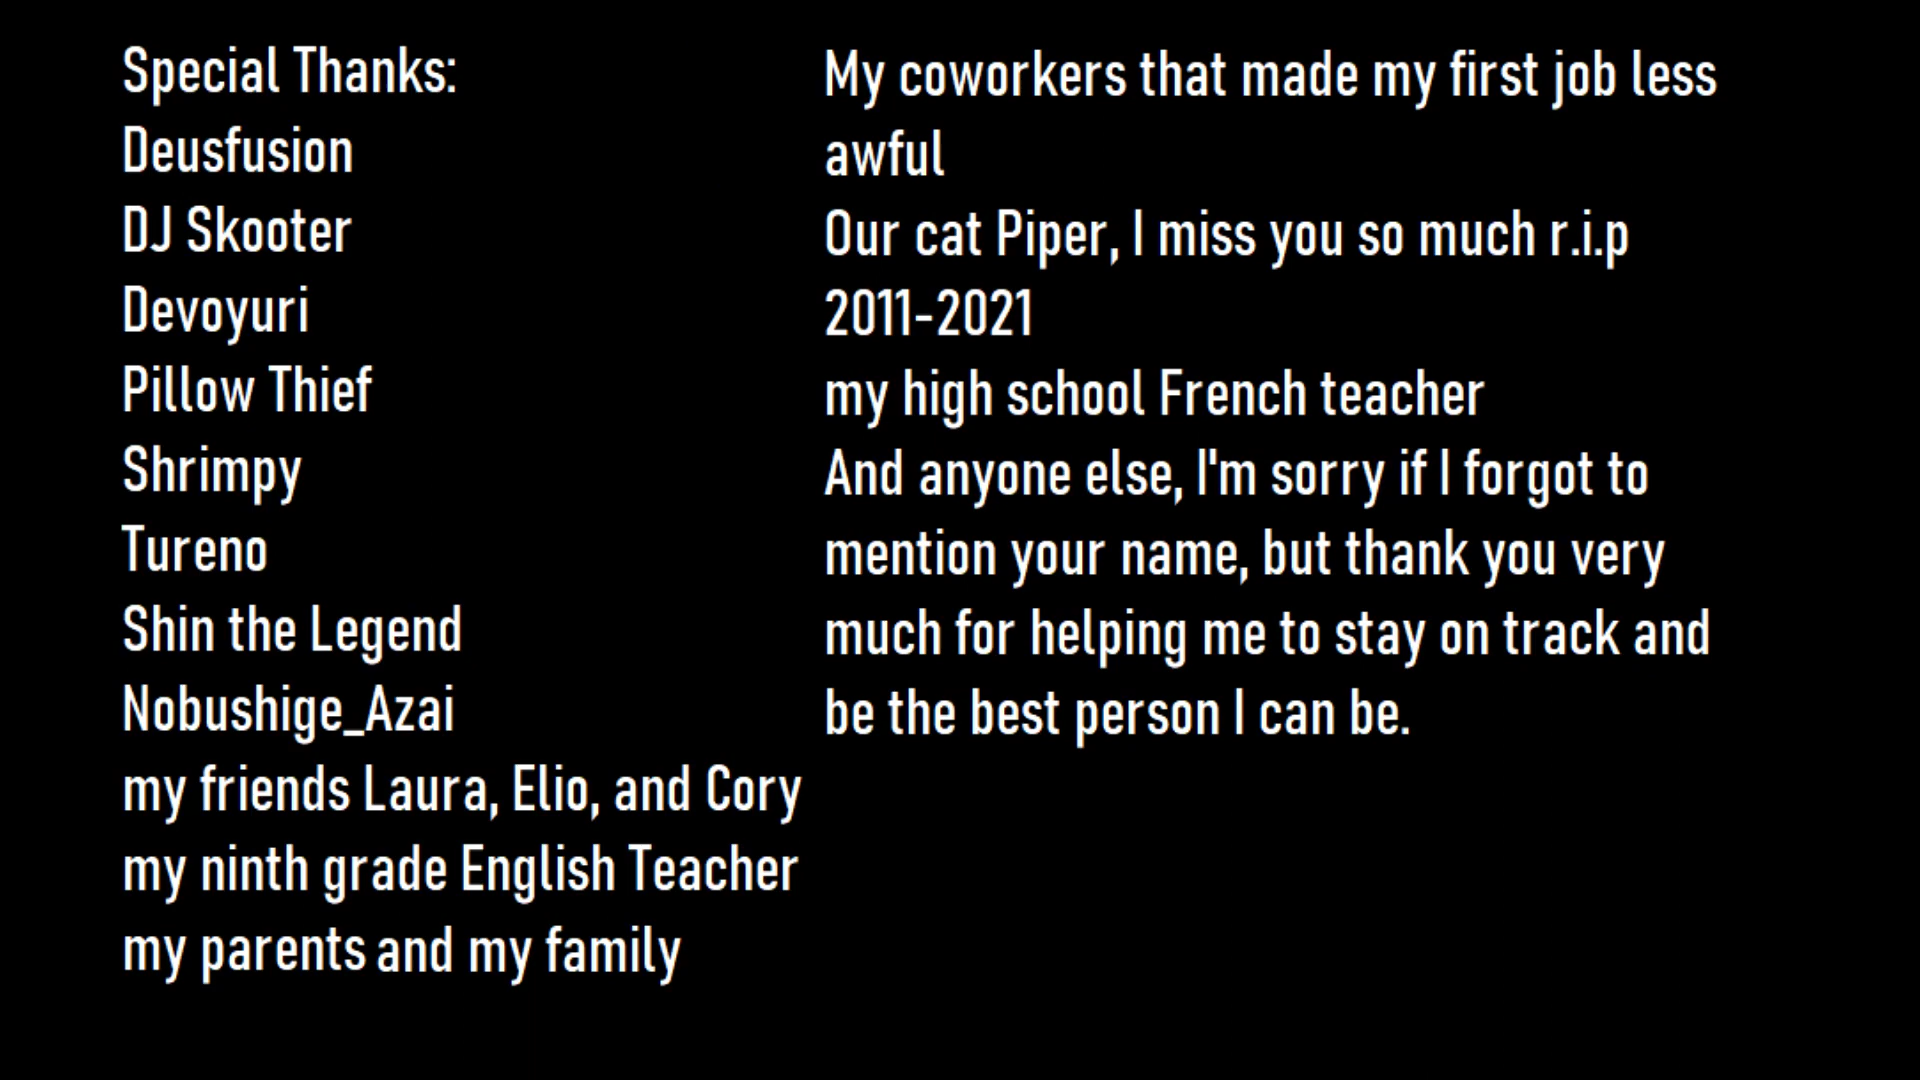 Special Thanks:
Deusfusion
DJ Skooter
Devoyuri
Pillow Thief
Shrimpy
Tureno
Shin the Legend
Nobushige_Azai
my friends Laura, Elio, and Cory
my ninth grade English Teacher
my parents and my family
My coworkers that made my first job less
awful
Our cat Piper, I miss you so much r.i.p
2011-2021
my high school French teacher
And anyone else, I'm sorry if I forgot to
mention your name, but thank you very
much for helping me to stay on track and
be the best person I can be.